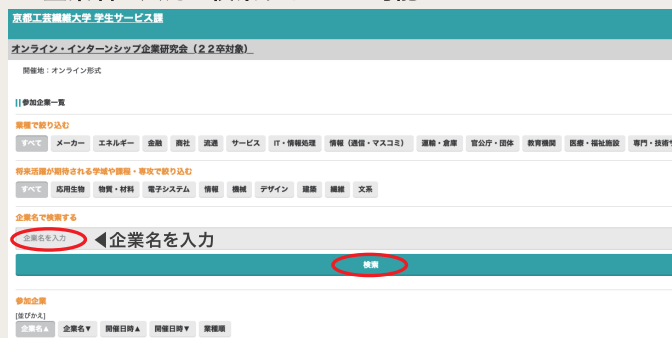 京都工芸繊維大学 学生サービス課
オンライン・インターンシップ企業研究会（２２卒対象）
開催地：オンライン形式
参加企業一覧
業種で絞り込む
すべて メーカー エネルギー 金融 商社 流通 サービス IT・情報処理 情報（通信・マスコミ） 運輸・倉庫 官公庁・団体 教育機関 医療・福祉施設 専門・技術サ
将来活躍が期待される学域や課程・専攻で絞り込む
すべて 応用生物 物質・材料 電子システム 情報 機械 デザイン 建築 繊維 文系
企業名で検索する
企業名を入力 ◀企業名を入力
検索
参加企業
[並びかえ]
企業名▲ 企業名▼ 開催日時▲ 開催日時▼ 業種順